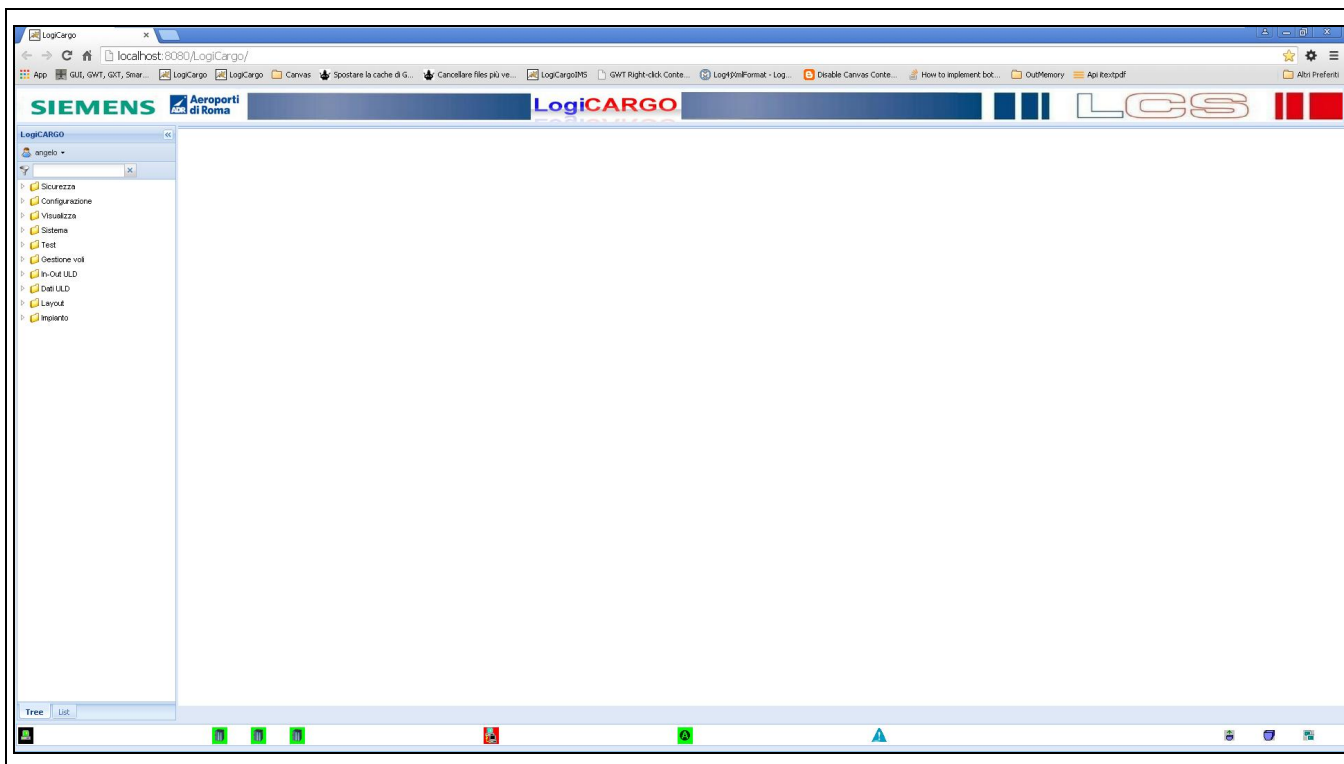 LogiCargo
localhost:8080/LogiCargo/
App GUI, GWT, GXT, Smar... LogiCargo LogiCargo Canvas Spostare la cache di G... Cancellare files più ve... LogiCargoIMS GWT Right-click Conte... Log4jXmlFormat - Log... Disable Canvas Conte... How to implement bot... OutMemory Api itextpdf Altri Preferiti
SIEMENS ADR Aeroporti di Roma LogiCARGO LCS
LogiCARGO
angelo
Sicurezza
Configurazione
Visualizza
Sistema
Test
Gestione voli
In-Out ULD
Dati ULD
Layout
Impianto
Tree List